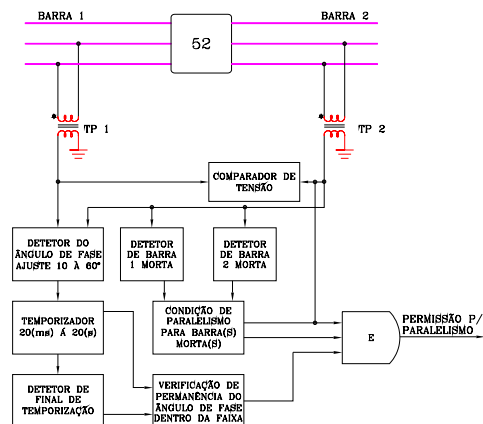 BARRA 1
BARRA 2
52
TP 1
TP 2
COMPARADOR DE
TENSÃO
DETETOR DO
ÂNGULO DE FASE
AJUSTE 10 À 60°
DETETOR
DE BARRA
1 MORTA
DETETOR
DE BARRA
2 MORTA
TEMPORIZADOR
20(ms) Á 20(s)
CONDIÇÃO DE
PARALELISMO
PARA BARRA(S)
MORTA(S)
E
PERMISSÃO P/
PARALELISMO
DETETOR DE
FINAL DE
TEMPORIZAÇÃO
VERIFICAÇÃO DE
PERMANÊNCIA DO
ÂNGULO DE FASE
DENTRO DA FAIXA